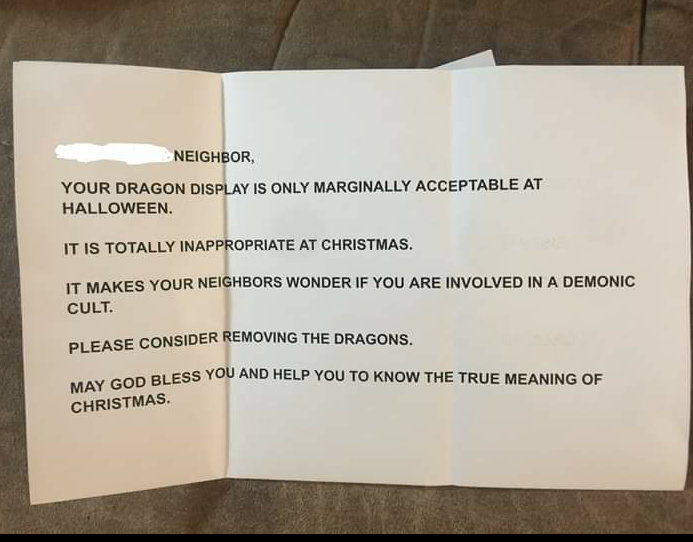 NEIGHBOR,
YOUR DRAGON DISPLAY IS ONLY MARGINALLY ACCEPTABLE AT
HALLOWEEN.
IT IS TOTALLY INAPPROPRIATE AT CHRISTMAS.
IT MAKES YOUR NEIGHBORS WONDER IF YOU ARE INVOLVED IN A DEMONIC
CULT.
PLEASE CONSIDER REMOVING THE DRAGONS.
MAY GOD BLESS YOU AND HELP YOU TO KNOW THE TRUE MEANING OF
CHRISTMAS.